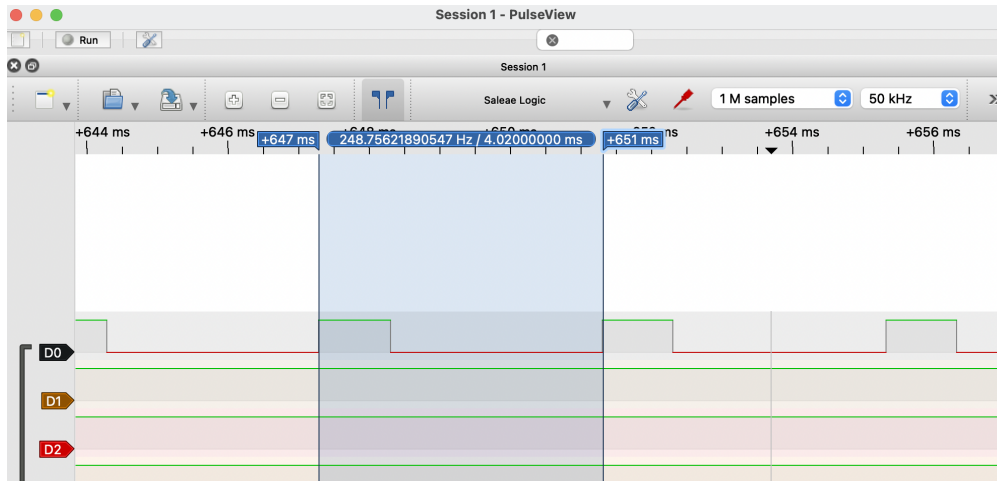 Session 1 - PulseView
Run
Session 1
Saleae Logic
1 M samples
50 kHz
+644 ms
+646 ms
+654 ms
+656 ms
+647 ms
248.75621890547 Hz / 4.02000000 ms
+651 ms
D0
D1
D2